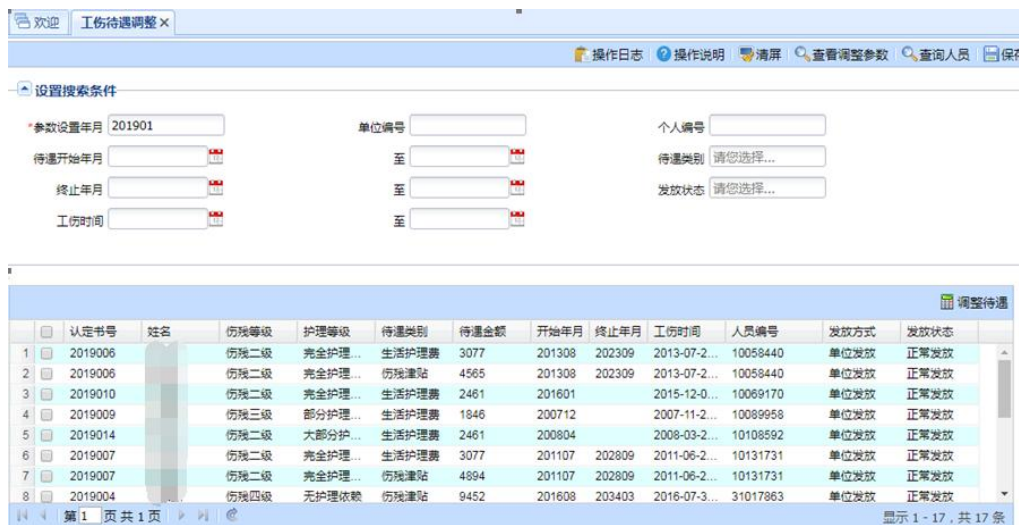 欢迎 工伤待遇调整×
操作日志 操作说明 清屏 查看调整参数 查询人员 保存
设置搜索条件
*参数设置年月 201901 单位编号 个人编号
待遇开始年月 至 待遇类别 请您选择...
终止年月 至 发放状态 请您选择...
工伤时间 至
调整待遇
认定书号 姓名 伤残等级 护理等级 待遇类别 待遇金额 开始年月 终止年月 工伤时间 人员编号 发放方式 发放状态
1 2019006 伤残二级 完全护理... 生活护理费 3077 201308 202309 2013-07-2... 10058440 单位发放 正常发放
2 2019006 伤残二级 完全护理... 伤残津贴 4565 201308 202309 2013-07-2... 10058440 单位发放 正常发放
3 2019010 伤残二级 完全护理... 生活护理费 2461 201601 2015-12-0... 10069170 单位发放 正常发放
4 2019009 伤残三级 部分护理... 生活护理费 1846 200712 2007-11-2... 10089958 单位发放 正常发放
5 2019014 伤残二级 大部分护... 生活护理费 2461 200804 2008-03-2... 10108592 单位发放 正常发放
6 2019007 伤残二级 完全护理... 生活护理费 3077 201107 202809 2011-06-2... 10131731 单位发放 正常发放
7 2019007 伤残二级 完全护理... 伤残津贴 4894 201107 202809 2011-06-2... 10131731 单位发放 正常发放
8 2019004 伤残四级 无护理依赖 伤残津贴 9452 201608 203403 2016-07-3... 31017863 单位发放 正常发放
第 1 页共1页 显示 1 - 17，共 17 条